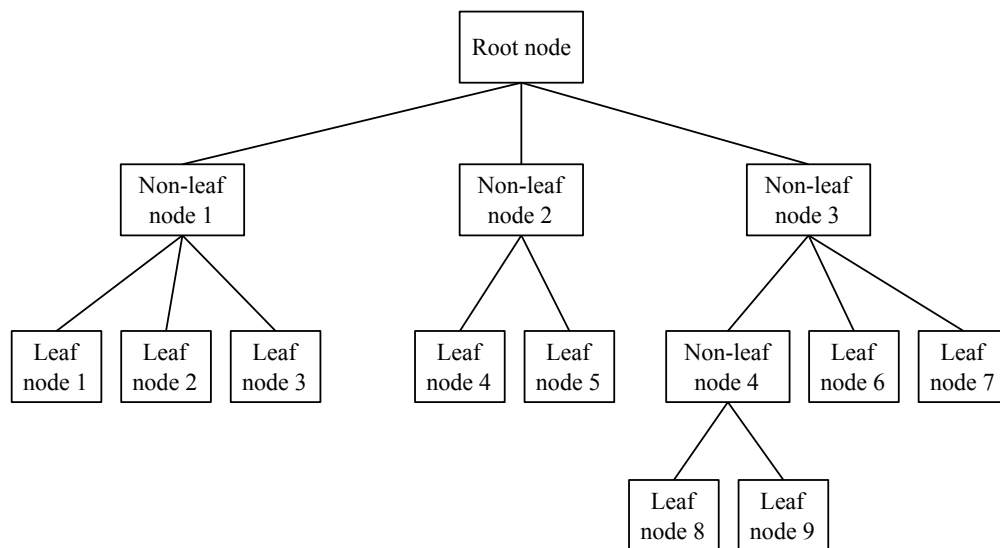 Root node
Non-leaf
node 1
Non-leaf
node 2
Non-leaf
node 3
Leaf
node 1
Leaf
node 2
Leaf
node 3
Leaf
node 4
Leaf
node 5
Non-leaf
node 4
Leaf
node 6
Leaf
node 7
Leaf
node 8
Leaf
node 9